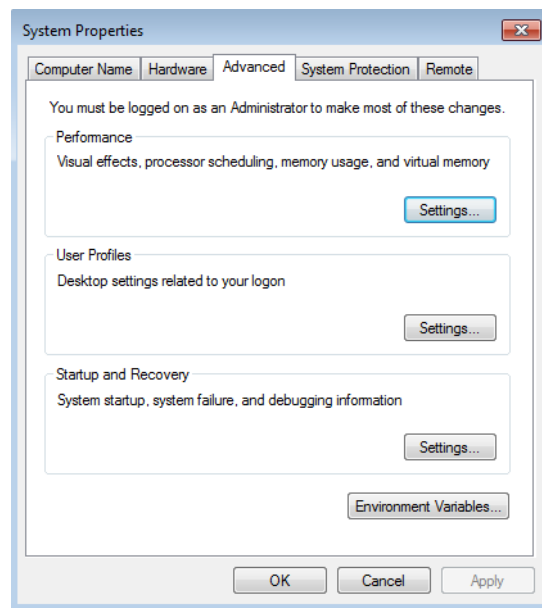 System Properties
Computer Name Hardware Advanced System Protection Remote
You must be logged on as an Administrator to make most of these changes.
Performance
Visual effects, processor scheduling, memory usage, and virtual memory
Settings...
User Profiles
Desktop settings related to your logon
Settings...
Startup and Recovery
System startup, system failure, and debugging information
Settings...
Environment Variables...
OK Cancel Apply